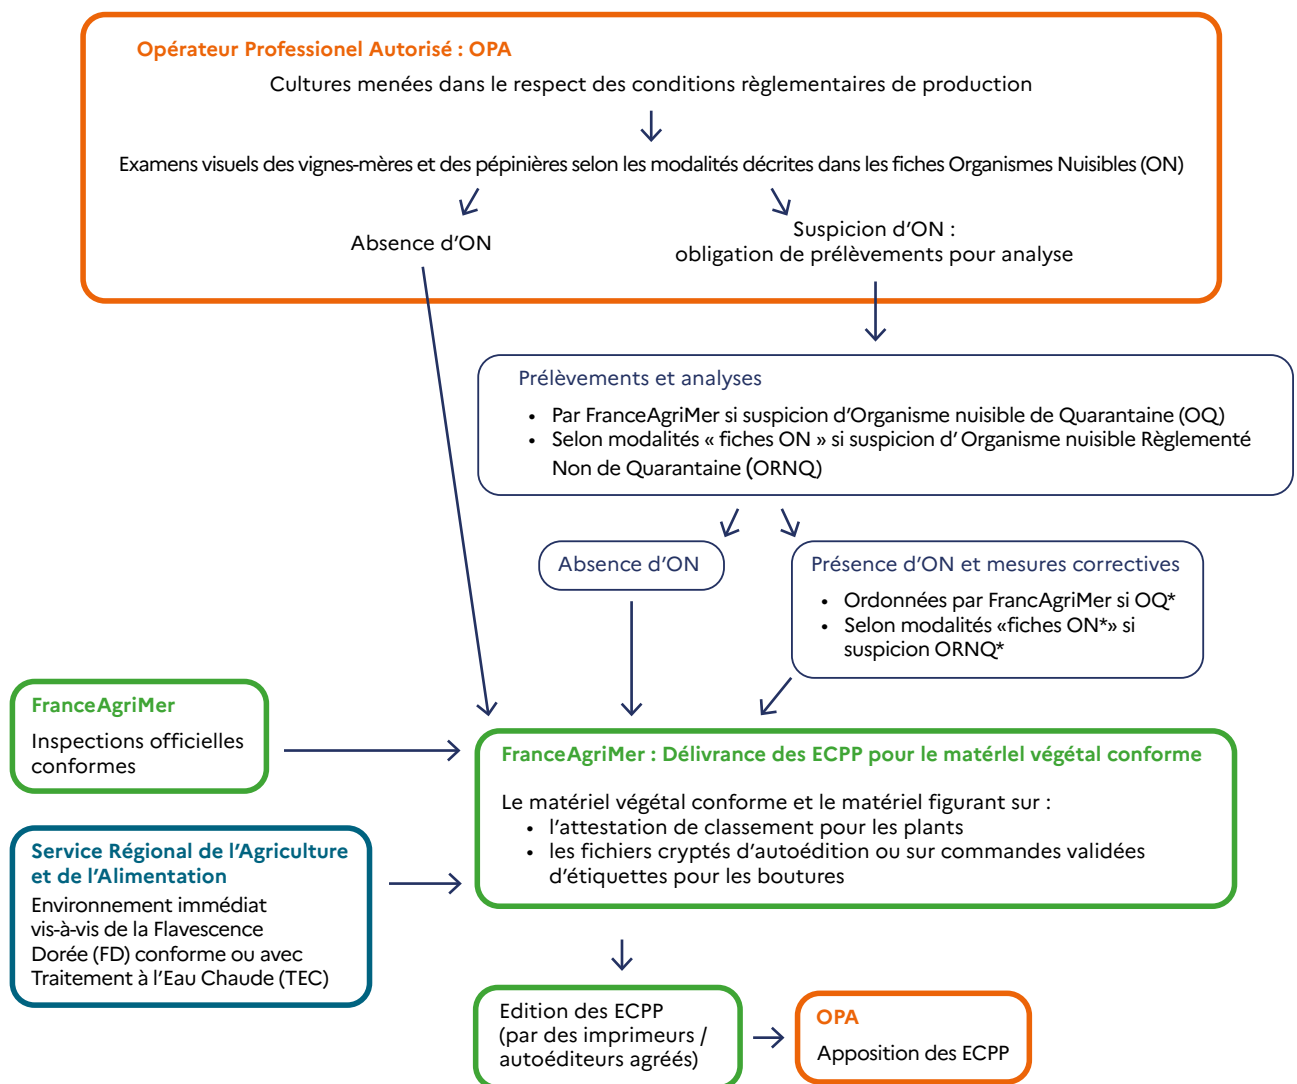 Opérateur Professionel Autorisé : OPA
Cultures menées dans le respect des conditions règlementaires de production
Examens visuels des vignes-mères et des pépinières selon les modalités décrites dans les fiches Organismes Nuisibles (ON)
Absence d’ON
Suspicion d’ON :
obligation de prélèvements pour analyse
Prélèvements et analyses
• Par FranceAgriMer si suspicion d’Organisme nuisible de Quarantaine (OQ)
• Selon modalités « fiches ON » si suspicion d’Organisme nuisible Règlementé
Non de Quarantaine (ORNQ)
Absence d’ON
Présence d’ON et mesures correctives
• Ordonnées par FrancAgriMer si OQ*
• Selon modalités «fiches ON*» si
suspicion ORNQ*
FranceAgriMer
Inspections officielles
conformes
FranceAgriMer : Délivrance des ECPP pour le matériel végétal conforme
Le matériel végétal conforme et le matériel figurant sur :
• l’attestation de classement pour les plants
• les fichiers cryptés d’autoédition ou sur commandes validées
d’étiquettes pour les boutures
Service Régional de l’Agriculture
et de l’Alimentation
Environnement immédiat
vis-à-vis de la Flavescence
Dorée (FD) conforme ou avec
Traitement à l’Eau Chaude (TEC)
Edition des ECPP
(par des imprimeurs /
autoéditeurs agréés)
OPA
Apposition des ECPP